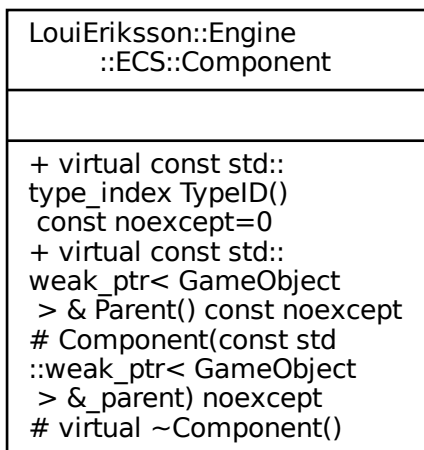 LouiEriksson::Engine
::ECS::Component
+ virtual const std::
type_index TypeID()
const noexcept=0
+ virtual const std::
weak_ptr< GameObject
> & Parent() const noexcept
# Component(const std
::weak_ptr< GameObject
> &_parent) noexcept
# virtual ~Component()